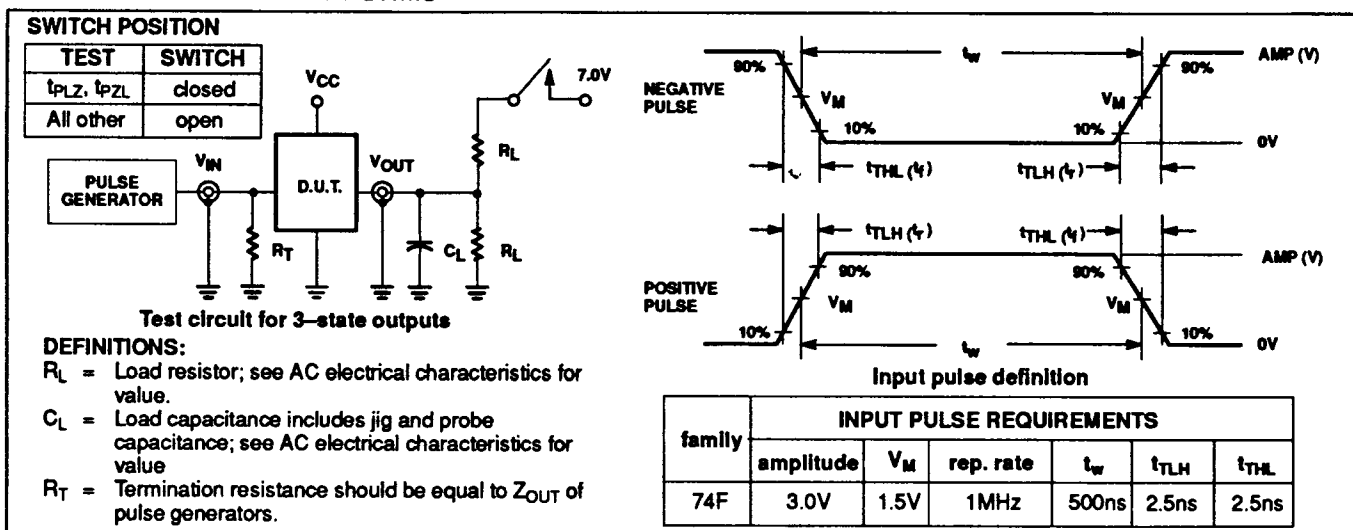 SWITCH POSITION
TEST SWITCH
tPLZ, tPZL closed
All other open
VCC
7.0V
RL
VIN
VOUT
PULSE
GENERATOR
D.U.T.
RT
CL
RL
Test circuit for 3–state outputs
DEFINITIONS:
RL = Load resistor; see AC electrical characteristics for
value.
CL = Load capacitance includes jig and probe
capacitance; see AC electrical characteristics for
value
RT = Termination resistance should be equal to ZOUT of
pulse generators.
tw
AMP (V)
90% 90%
NEGATIVE
PULSE
VM VM
10% 10%
0V
tTHL (tf) tTLH (tr)
tTLH (tr) tTHL (tf)
AMP (V)
90% 90%
POSITIVE
PULSE
VM VM
10% 10%
tw
0V
Input pulse definition
family INPUT PULSE REQUIREMENTS
amplitude VM rep. rate tw tTLH tTHL
74F 3.0V 1.5V 1MHz 500ns 2.5ns 2.5ns